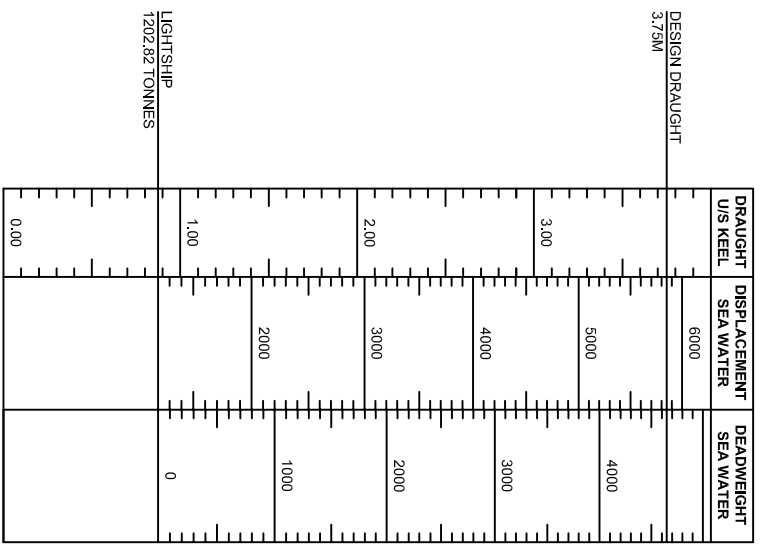 DESIGN DRAUGHT
3.75M
LIGHTSHIP
1202.82 TONNES
DRAUGHT
U/S KEEL
3.00
2.00
1.00
0.00
DISPLACEMENT
SEA WATER
6000
5000
4000
3000
2000
DEADWEIGHT
SEA WATER
4000
3000
2000
1000
0